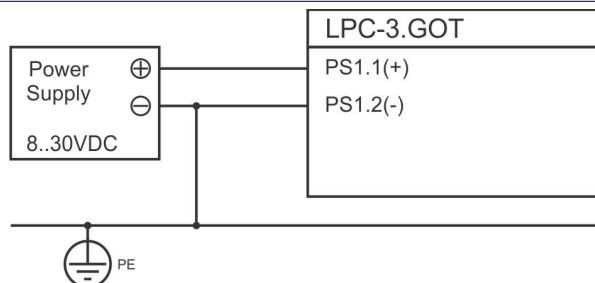 LPC-3.GOT
Power
Supply
8..30VDC
PS1.1(+)
PS1.2(-)
PE